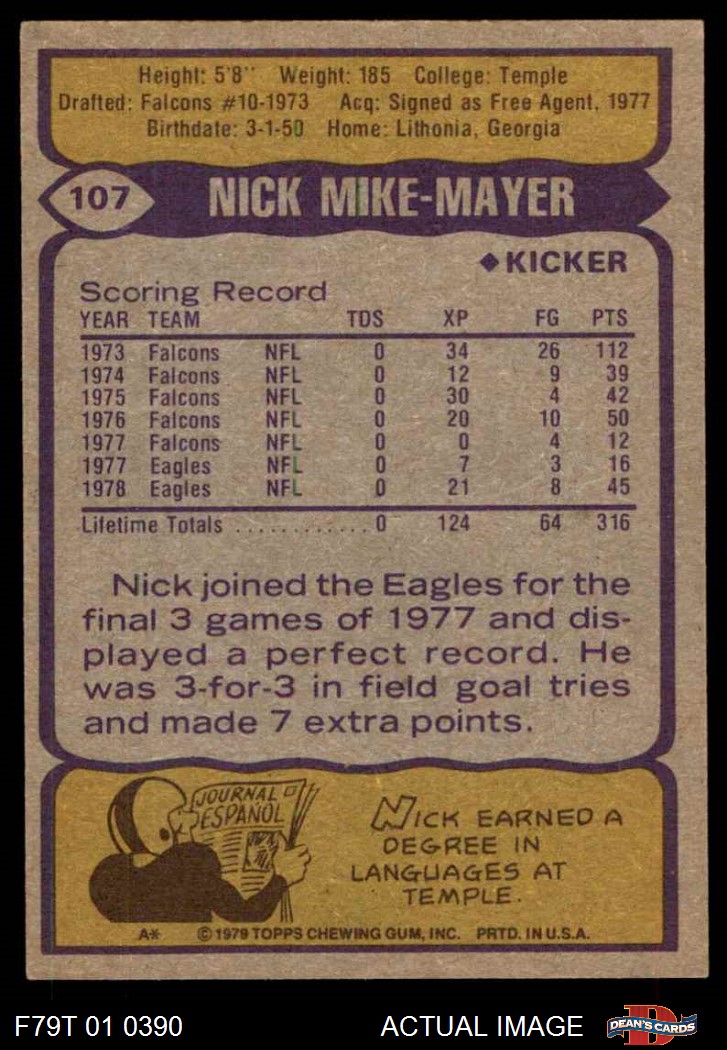 Height: 5'8" Weight: 185 College: Temple
Drafted: Falcons #10-1973 Acq: Signed as Free Agent, 1977
Birthdate: 3-1-50 Home: Lithonia, Georgia
107 NICK MIKE-MAYER
◆KICKER
Scoring Record
YEAR TEAM TDS XP FG PTS
1973 Falcons NFL 0 34 26 112
1974 Falcons NFL 0 12 9 39
1975 Falcons NFL 0 30 4 42
1976 Falcons NFL 0 20 10 50
1977 Falcons NFL 0 0 4 12
1977 Eagles NFL 0 7 3 16
1978 Eagles NFL 0 21 8 45
Lifetime Totals ............ 0 124 64 316
Nick joined the Eagles for the
final 3 games of 1977 and dis-
played a perfect record. He
was 3-for-3 in field goal tries
and made 7 extra points.
JOURNAL
ESPAÑOL
NICK EARNED A
DEGREE IN
LANGUAGES AT
TEMPLE.
A* ©1979 TOPPS CHEWING GUM, INC. PRTD. IN U.S.A.
F79T 01 0390 ACTUAL IMAGE D DEAN'S CARDS